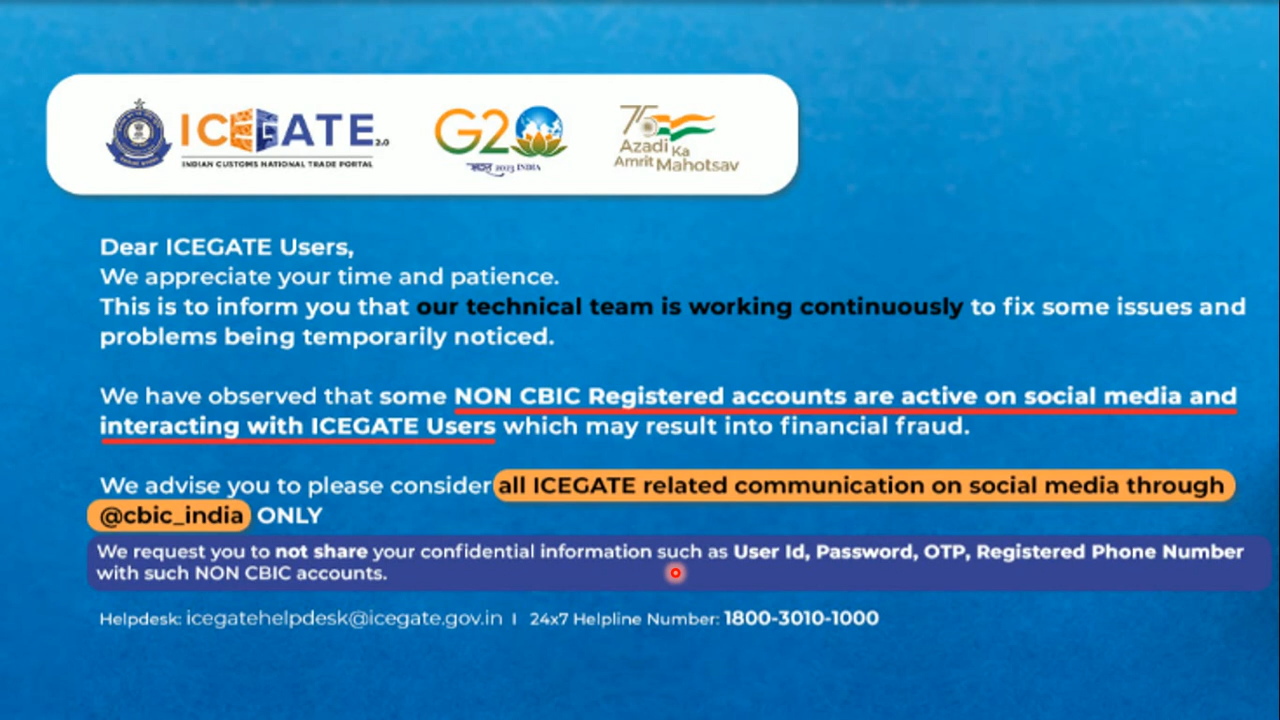 ICEGATE 2.0
INDIAN CUSTOMS NATIONAL TRADE PORTAL
G20
भारत 2023 INDIA
75
Azadi Ka
Amrit Mahotsav
Dear ICEGATE Users,
We appreciate your time and patience.
This is to inform you that our technical team is working continuously to fix some issues and
problems being temporarily noticed.
We have observed that some NON CBIC Registered accounts are active on social media and
interacting with ICEGATE Users which may result into financial fraud.
We advise you to please consider all ICEGATE related communication on social media through
@cbic_india ONLY
We request you to not share your confidential information such as User Id, Password, OTP, Registered Phone Number
with such NON CBIC accounts.
Helpdesk: icegatehelpdesk@icegate.gov.in I 24x7 Helpline Number: 1800-3010-1000